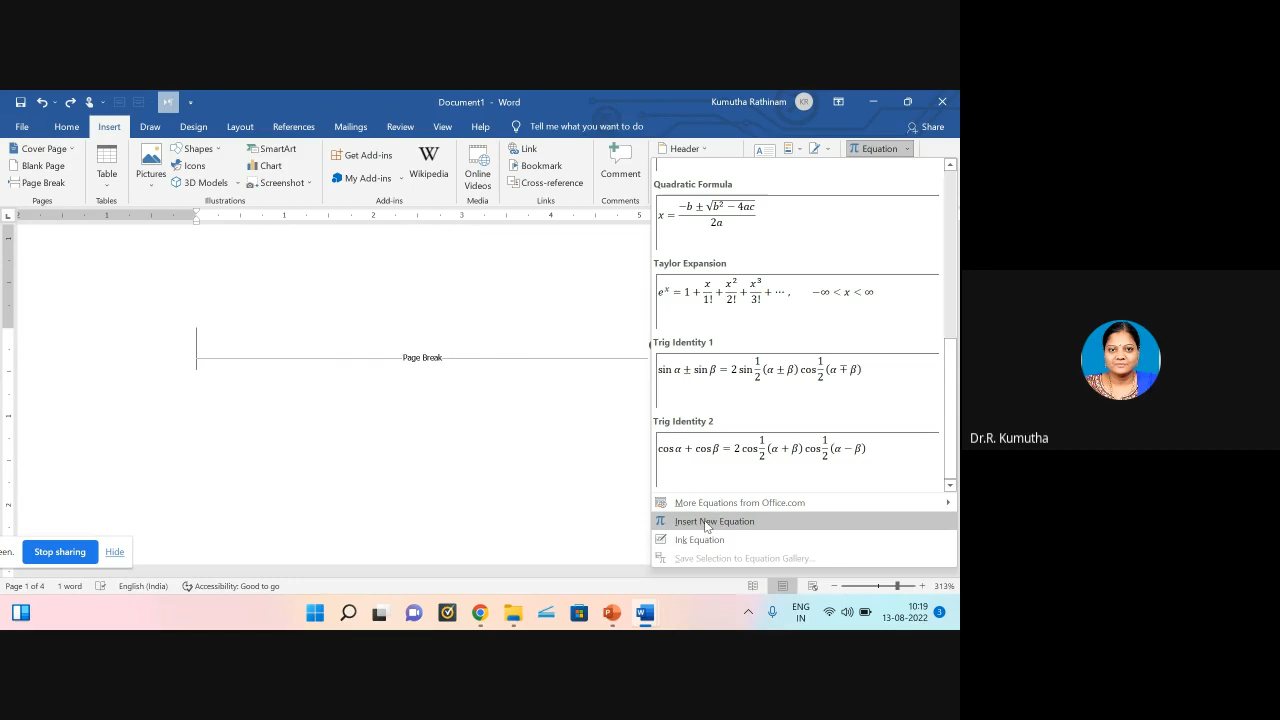 Document1 - Word
Kumutha Rathinam
KR
File
Home
Insert
Draw
Design
Layout
References
Mailings
Review
View
Help
Tell me what you want to do
Share
Cover Page
Blank Page
Page Break
Pages
Table
Tables
Pictures
Shapes
Icons
3D Models
SmartArt
Chart
Screenshot
Illustrations
Get Add-ins
My Add-ins
Add-ins
W
Wikipedia
Online
Videos
Media
Link
Bookmark
Cross-reference
Links
Comment
Comments
Header
π Equation
Quadratic Formula
x = (−b ± √(b² − 4ac)) / 2a
Taylor Expansion
eˣ = 1 + x/1! + x²/2! + x³/3! + ⋯ , −∞ < x < ∞
Trig Identity 1
sin α ± sin β = 2 sin 1/2 (α ± β) cos 1/2 (α ∓ β)
Trig Identity 2
cos α + cos β = 2 cos 1/2 (α + β) cos 1/2 (α − β)
More Equations from Office.com
π Insert New Equation
Ink Equation
Save Selection to Equation Gallery...
Page Break
een.
Stop sharing
Hide
Page 1 of 4
1 word
English (India)
Accessibility: Good to go
313%
ENG
IN
10:19
13-08-2022
3
Dr.R. Kumutha